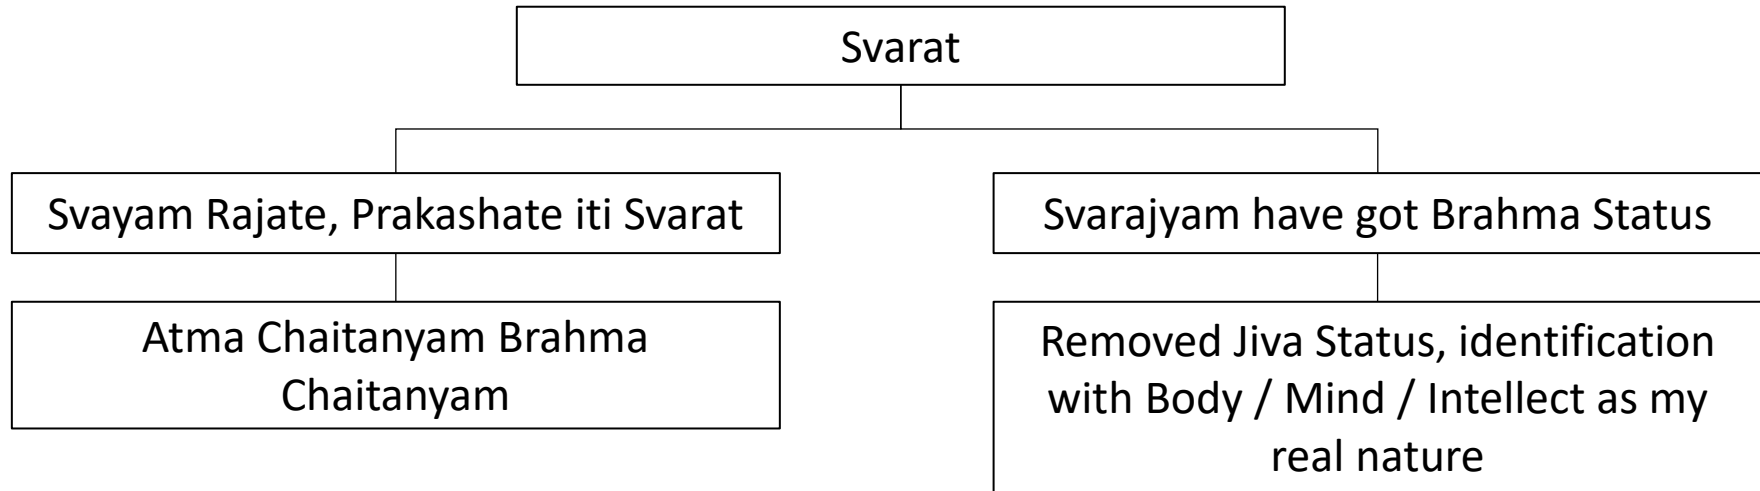 Svarat
Svayam Rajate, Prakashate iti Svarat
Svarajyam have got Brahma Status
Atma Chaitanyam Brahma
Chaitanyam
Removed Jiva Status, identification
with Body / Mind / Intellect as my
real nature